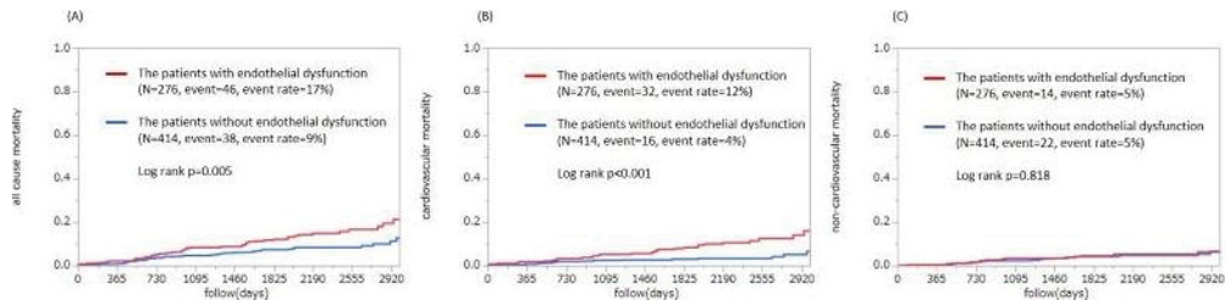 (A)
all cause mortality
1.0
0.8
0.6
0.4
0.2
0.0
The patients with endothelial dysfunction
(N=276, event=46, event rate=17%)
The patients without endothelial dysfunction
(N=414, event=38, event rate=9%)
Log rank p=0.005
0 365 730 1095 1460 1825 2190 2555 2920
follow(days)
(B)
cardiovascular mortality
1.0
0.8
0.6
0.4
0.2
0.0
The patients with endothelial dysfunction
(N=276, event=32, event rate=12%)
The patients without endothelial dysfunction
(N=414, event=16, event rate=4%)
Log rank p<0.001
0 365 730 1095 1460 1825 2190 2555 2920
follow(days)
(C)
non-cardiovascular mortality
1.0
0.8
0.6
0.4
0.2
0.0
The patients with endothelial dysfunction
(N=276, event=14, event rate=5%)
The patients without endothelial dysfunction
(N=414, event=22, event rate=5%)
Log rank p=0.818
0 365 730 1095 1460 1825 2190 2555 2920
follow(days)